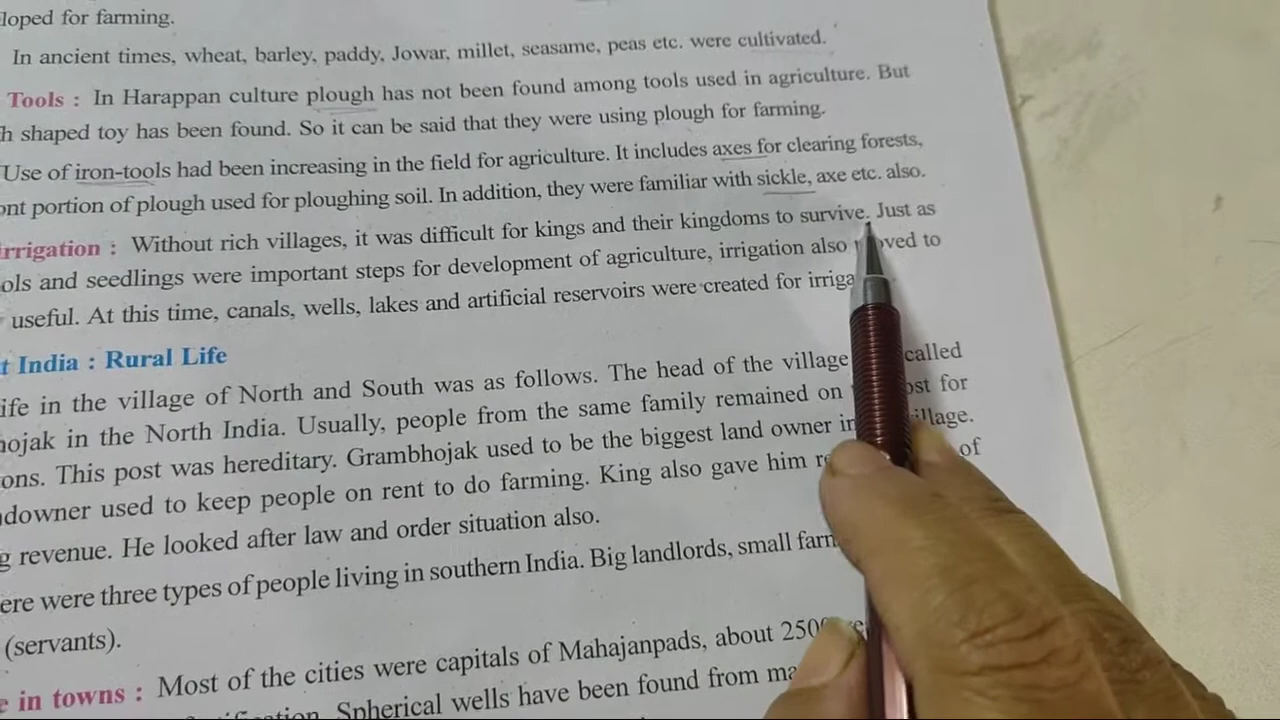 loped for farming.
In ancient times, wheat, barley, paddy, Jowar, millet, seasame, peas etc. were cultivated.
Tools : In Harappan culture plough has not been found among tools used in agriculture. But
h shaped toy has been found. So it can be said that they were using plough for farming.
Use of iron-tools had been increasing in the field for agriculture. It includes axes for clearing forests,
ont portion of plough used for ploughing soil. In addition, they were familiar with sickle, axe etc. also.
Irrigation : Without rich villages, it was difficult for kings and their kingdoms to survive. Just as
ols and seedlings were important steps for development of agriculture, irrigation also to
useful. At this time, canals, wells, lakes and artificial reservoirs were created for irriga
t India : Rural Life
ife in the village of North and South was as follows. The head of the village called
ojak in the North India. Usually, people from the same family remained on ost for
ons. This post was hereditary. Grambhojak used to be the biggest land owner in illage.
downer used to keep people on rent to do farming. King also gave him of
g revenue. He looked after law and order situation also.
ere were three types of people living in southern India. Big landlords, small farm
(servants).
e in towns : Most of the cities were capitals of Mahajanpads, about 2500
Spherical wells have been found from ma